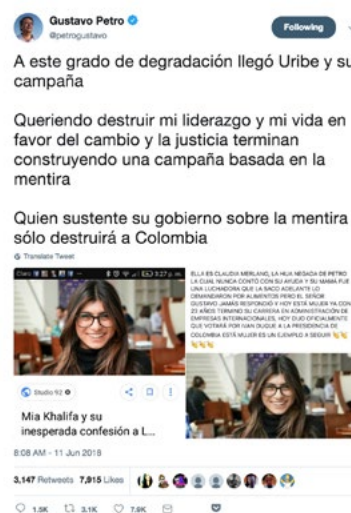 Gustavo Petro
@petrogustavo
Following
A este grado de degradación llegó Uribe y su
campaña
Queriendo destruir mi liderazgo y mi vida en
favor del cambio y la justicia terminan
construyendo una campaña basada en la
mentira
Quien sustente su gobierno sobre la mentira
sólo destruirá a Colombia
Translate Tweet
Claro
3:27 p.m.
Studio 92
Mia Khalifa y su
inesperada confesión a L...
ELLA ES CLAUDIA MERLANO, LA HIJA NEGADA DE PETRO
LA CUAL NUNCA CONTÓ CON SU AYUDA Y SU MAMÁ FUE
UNA LUCHADORA QUE LA SACÓ ADELANTE LO
DEMANDARON POR ALIMENTOS PERO EL SEÑOR
GUSTAVO JAMÁS RESPONDIÓ Y HOY ESTÁ MUJER YA CON
23 AÑOS TERMINO SU CARRERA EN ADMINISTRACIÓN DE
EMPRESAS INTERNACIONALES, HOY DIJO OFICIALMENTE
QUE VOTARÁ POR IVAN DUQUE A LA PRESIDENCIA DE
COLOMBIA ESTÁ MUJER ES UN EJEMPLO A SEGUIR
8:08 AM - 11 Jun 2018
3,147 Retweets 7,915 Likes
1.5K 3.1K 7.9K